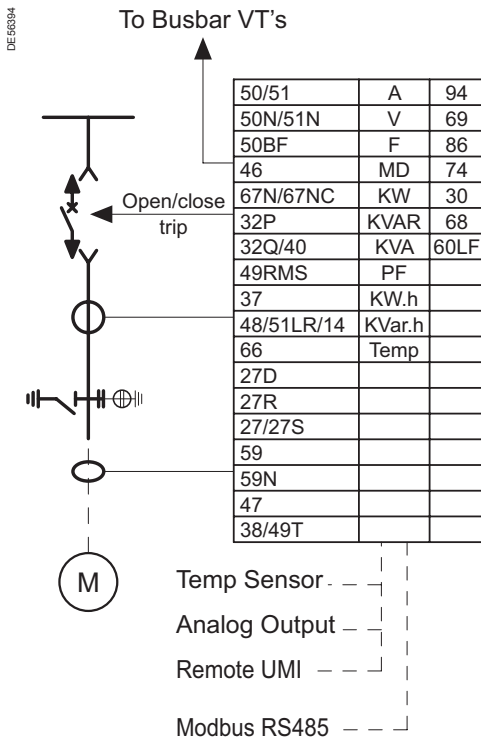 DE56394
To Busbar VT's
50/51 A 94
50N/51N V 69
50BF F 86
46 MD 74
67N/67NC KW 30
Open/close
trip
32P KVAR 68
32Q/40 KVA 60LF
49RMS PF
37 KW.h
48/51LR/14 KVar.h
66 Temp
27D
27R
27/27S
59
59N
47
38/49T
M
Temp Sensor
Analog Output
Remote UMI
Modbus RS485